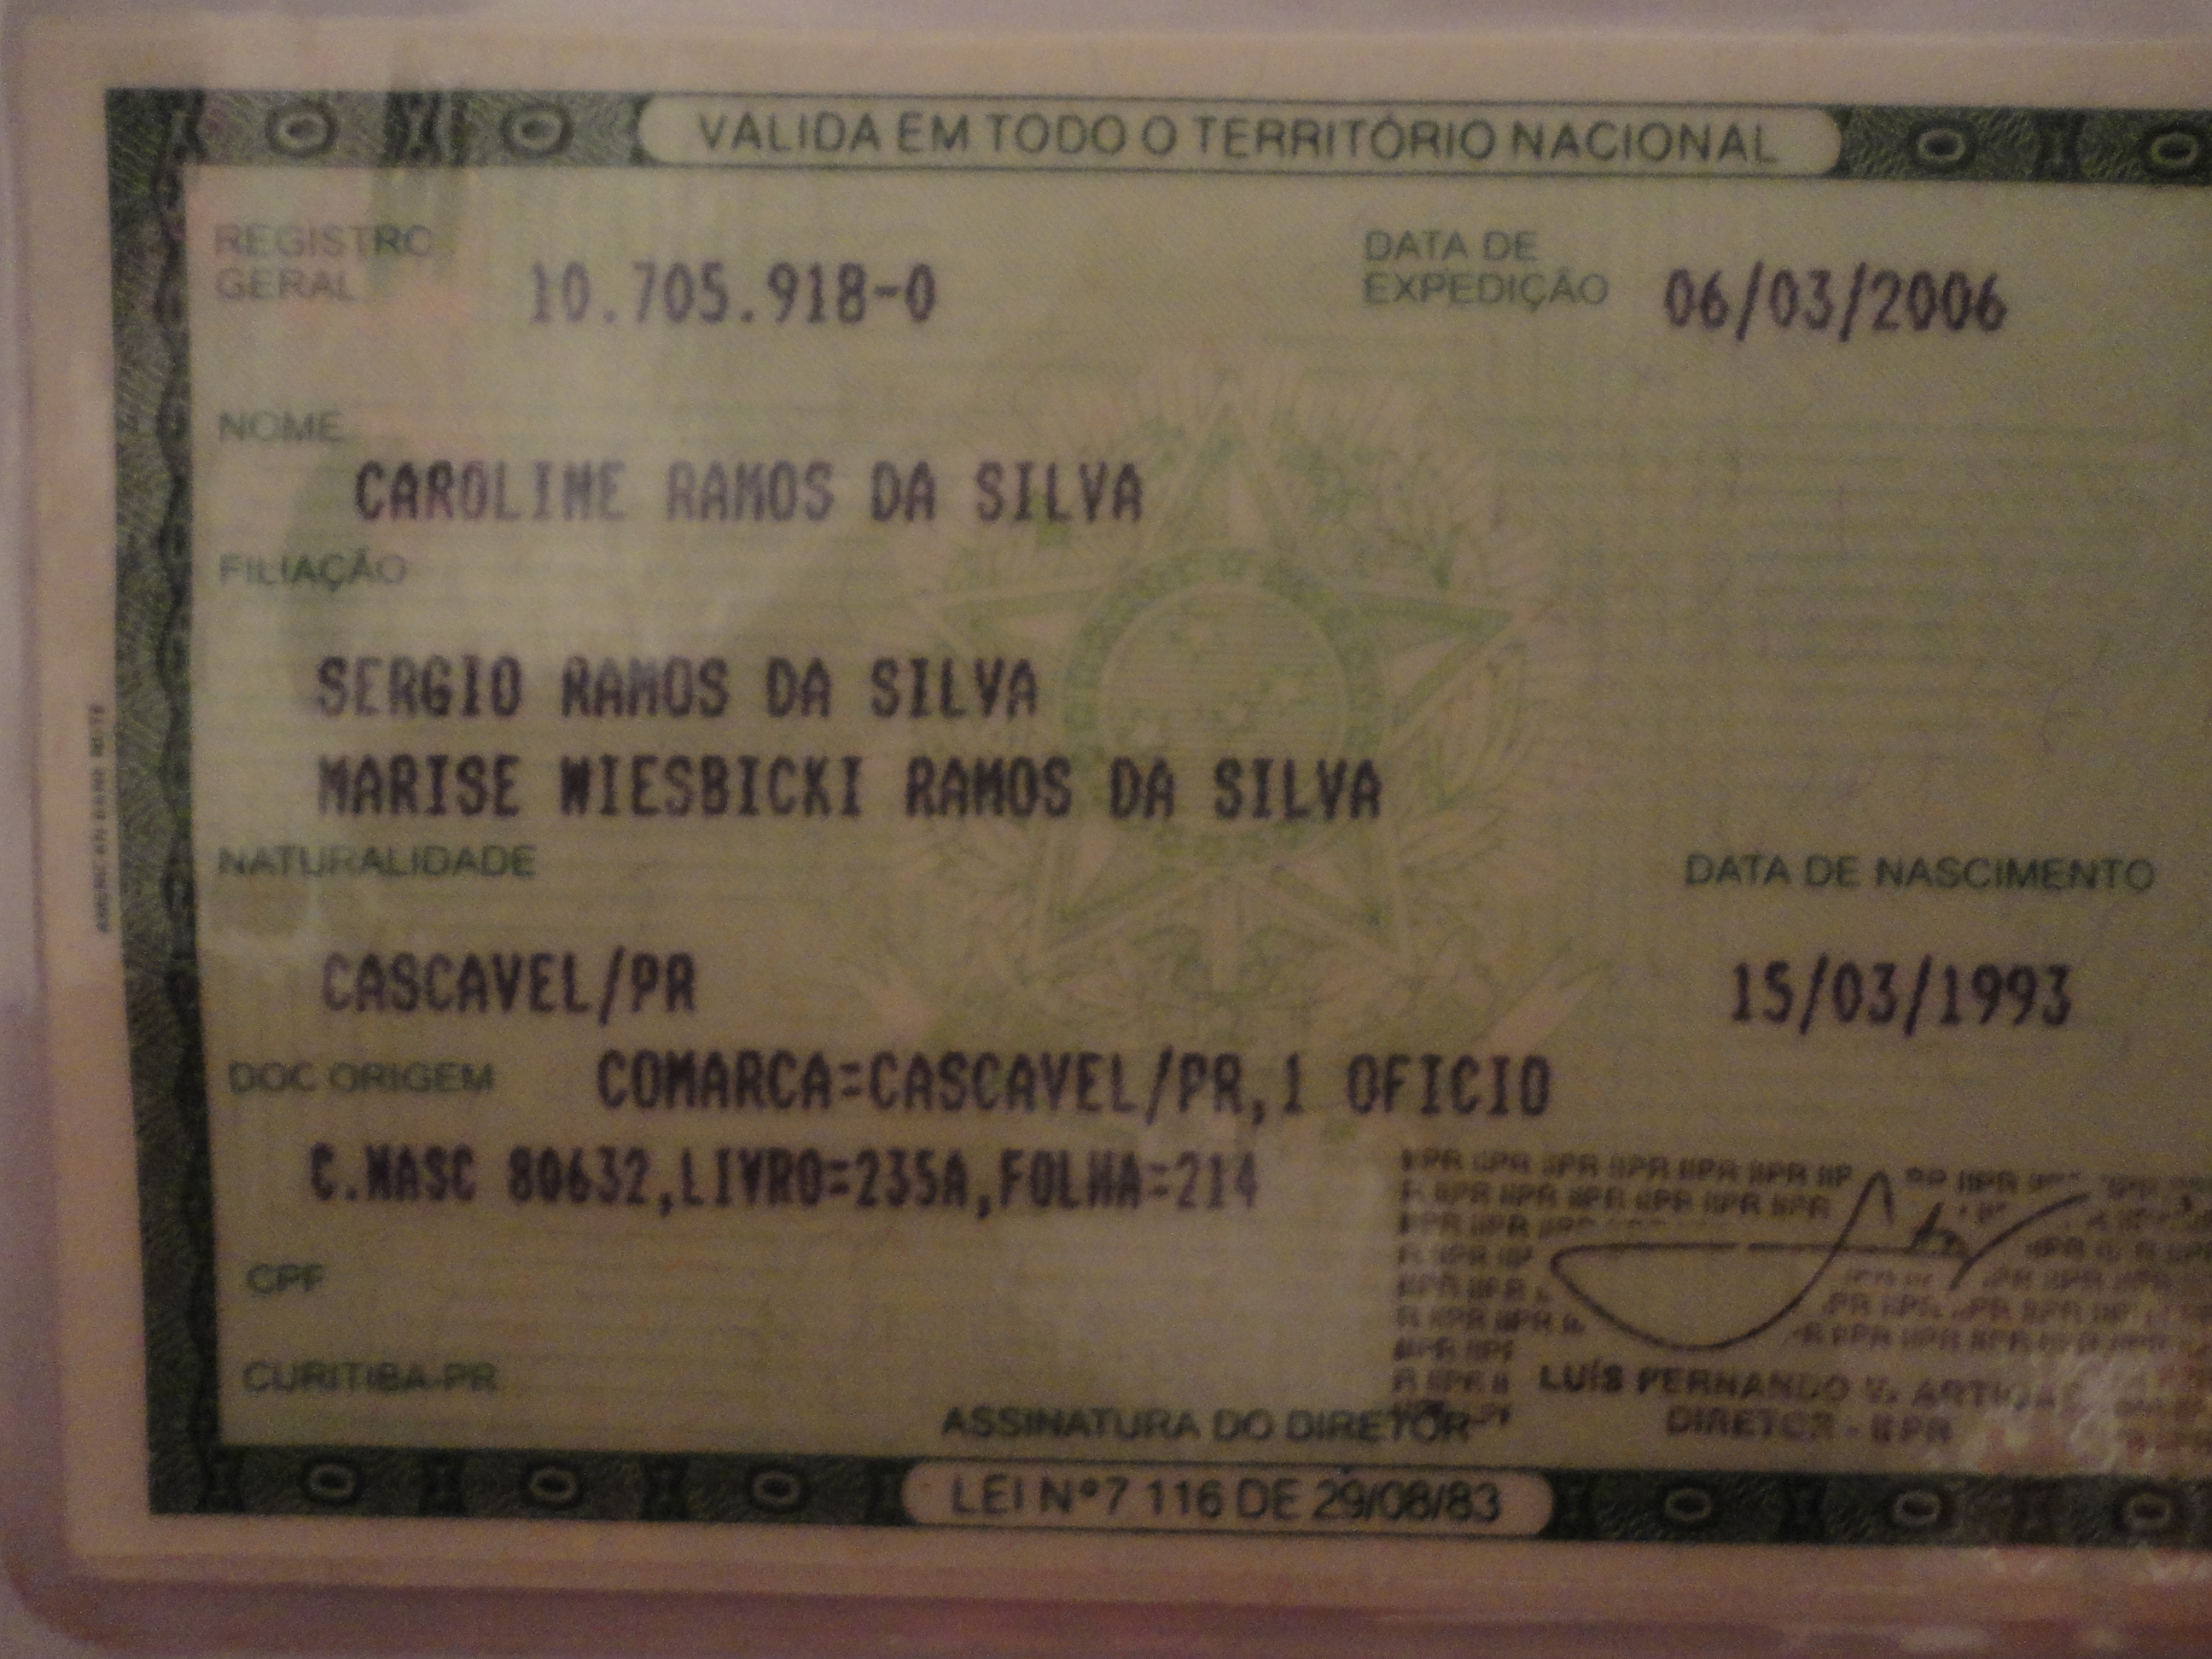 VALIDA EM TODO O TERRITÓRIO NACIONAL
REGISTRO GERAL 10.705.918-0 DATA DE EXPEDIÇÃO 06/03/2006
NOME
CAROLINE RAMOS DA SILVA
FILIAÇÃO
SERGIO RAMOS DA SILVA
MARISE WIESBICKI RAMOS DA SILVA
NATURALIDADE DATA DE NASCIMENTO
CASCAVEL/PR 15/03/1993
DOC ORIGEM COMARCA=CASCAVEL/PR,1 OFICIO
C.NASC 80632,LIVRO=235A,FOLHA=214
CPF
CURITIBA-PR
LUÍS FERNANDO V.
ASSINATURA DO DIRETOR DIRETOR - IIPR
LEI Nº 7 116 DE 29/08/83